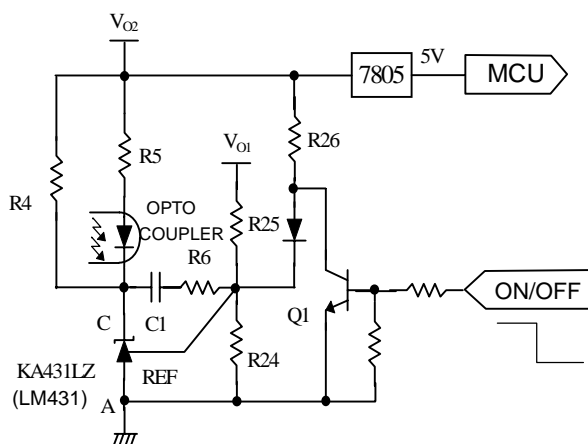 VO2
7805
5V
MCU
R26
VO1
R5
R4
OPTO
COUPLER
R25
R6
ON/OFF
C
C1
Q1
R24
KA431LZ
(LM431)
REF
A